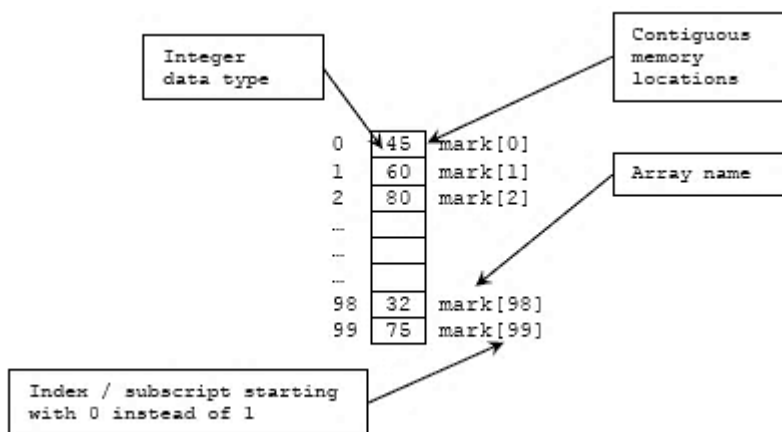 Integer
data type
Contiguous
memory
locations
0 45 mark[0]
1 60 mark[1]
2 80 mark[2]
…
…
…
Array name
98 32 mark[98]
99 75 mark[99]
Index / subscript starting
with 0 instead of 1